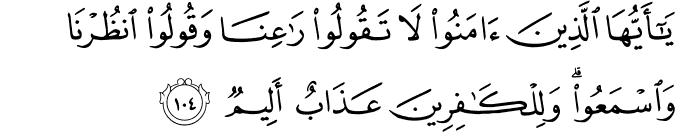 يَـٰٓأَيُّهَا ٱلَّذِينَ ءَامَنُوا۟ لَا تَقُولُوا۟ رَٰعِنَا وَقُولُوا۟ ٱنظُرْنَا
وَٱسْمَعُوا۟ ۗ وَلِلْكَـٰفِرِينَ عَذَابٌ أَلِيمٌ ١٠٤